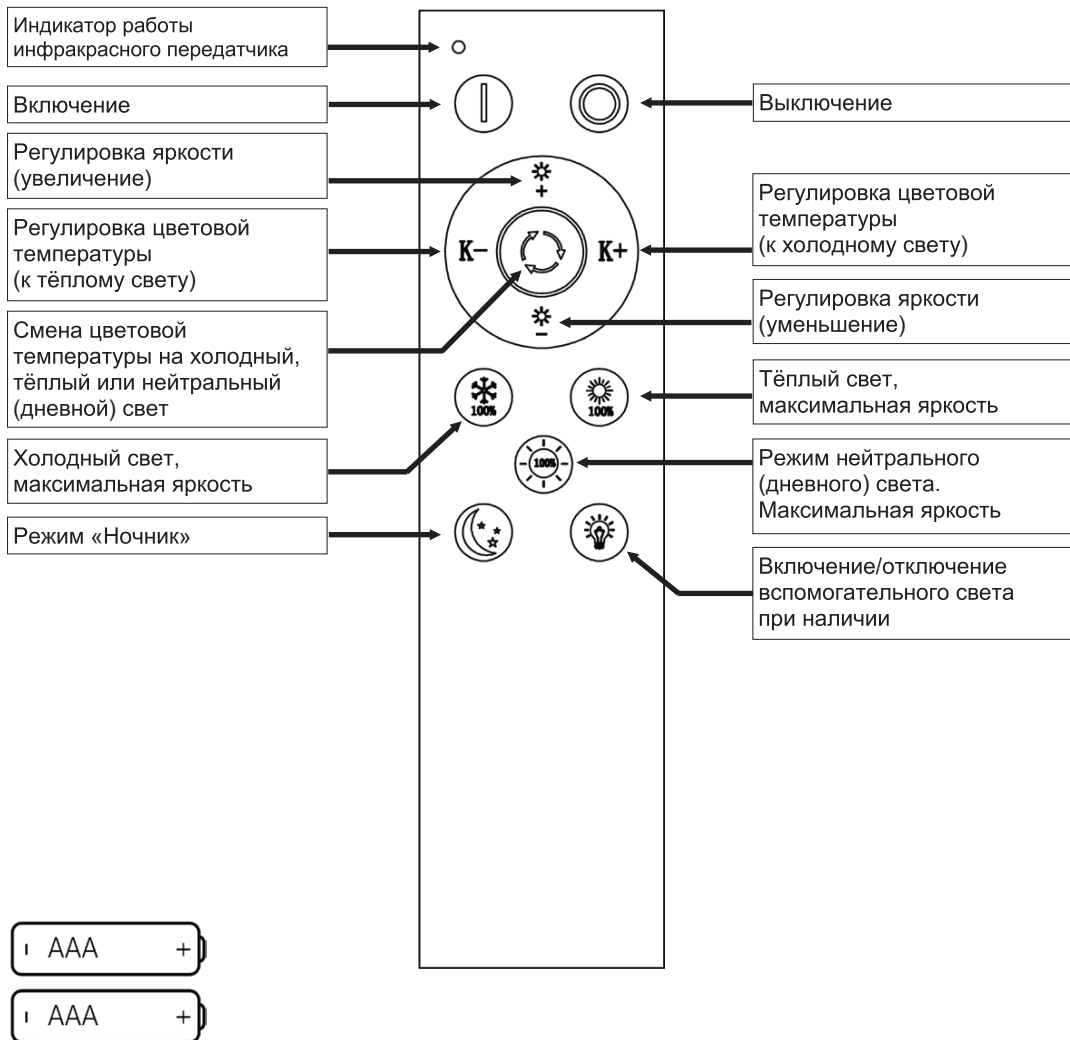 Индикатор работы
инфракрасного передатчика
Включение
Выключение
Регулировка яркости
(увеличение)
Регулировка цветовой
температуры
(к тёплому свету)
Регулировка цветовой
температуры
(к холодному свету)
Регулировка яркости
(уменьшение)
Смена цветовой
температуры на холодный,
тёплый или нейтральный
(дневной) свет
Тёплый свет,
максимальная яркость
Холодный свет,
максимальная яркость
Режим нейтрального
(дневного) света.
Максимальная яркость
Режим «Ночник»
Включение/отключение
вспомогательного света
при наличии
+
K−
K+
−
100%
100%
100%
- AAA +
- AAA +